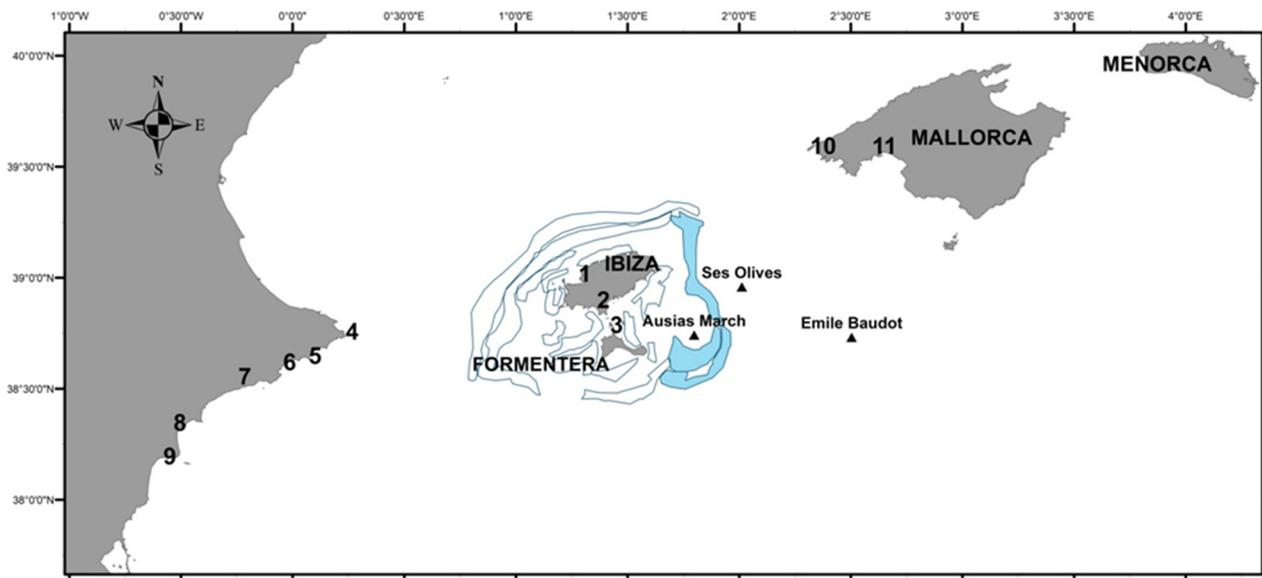 1°0'0"W 0°30'0"W 0°0'0" 0°30'0"E 1°0'0"E 1°30'0"E 2°0'0"E 2°30'0"E 3°0'0"E 3°30'0"E 4°0'0"E
40°0'0"N
MENORCA
N
W E
S
10 11 MALLORCA
39°30'0"N
39°0'0"N
1 IBIZA
Ses Olives
2
3 Ausias March
Emile Baudot
4
5
6
FORMENTERA
7
38°30'0"N
8
9
38°0'0"N